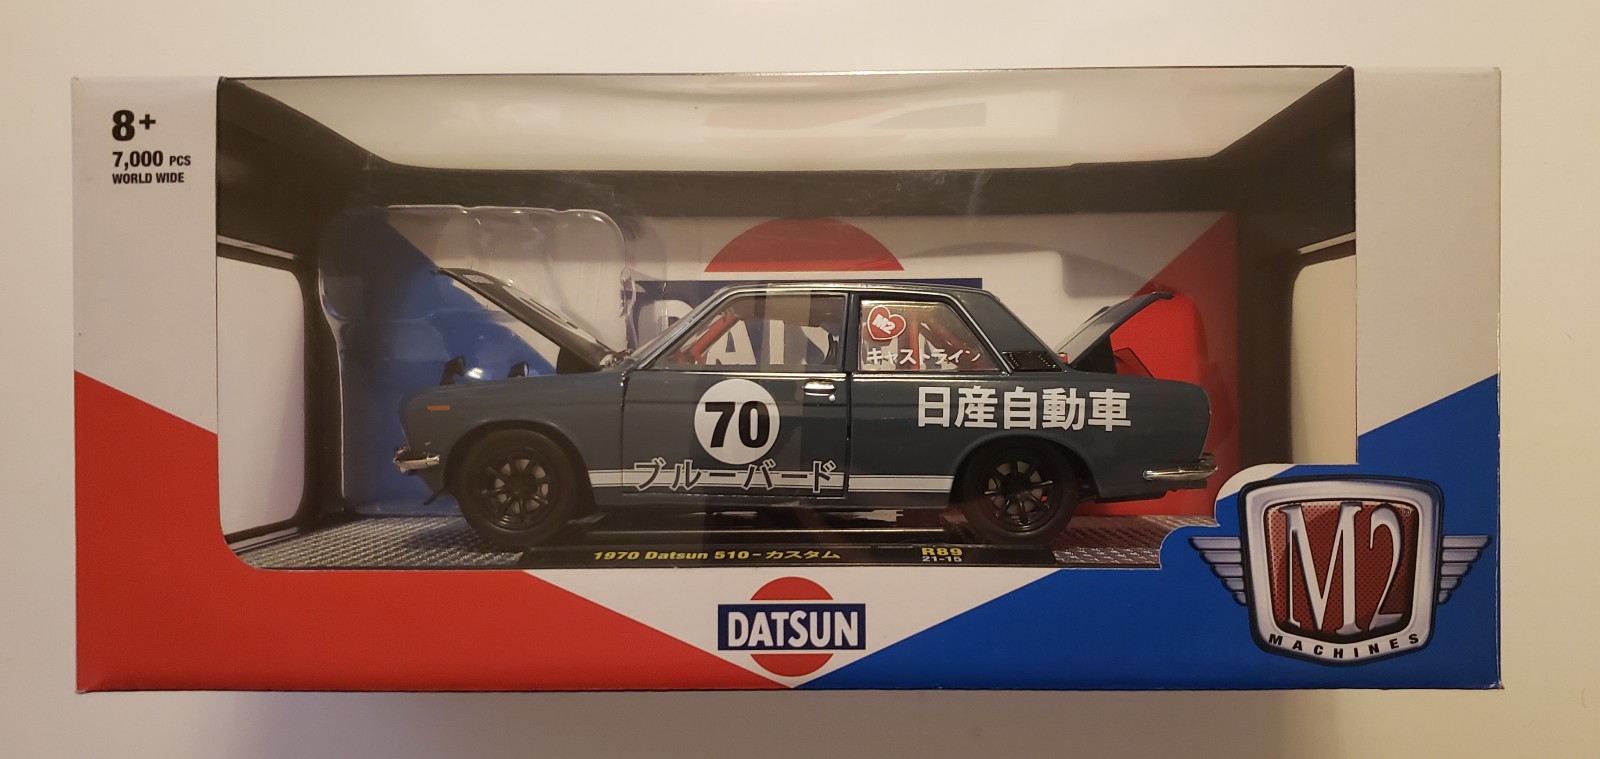 8+
7,000 PCS
WORLD WIDE
DATSUN
M2
キャストライン
70
日産自動車
ブルーバード
1970 Datsun 510-カスタム
R89
21-15
DATSUN
M2
MACHINES